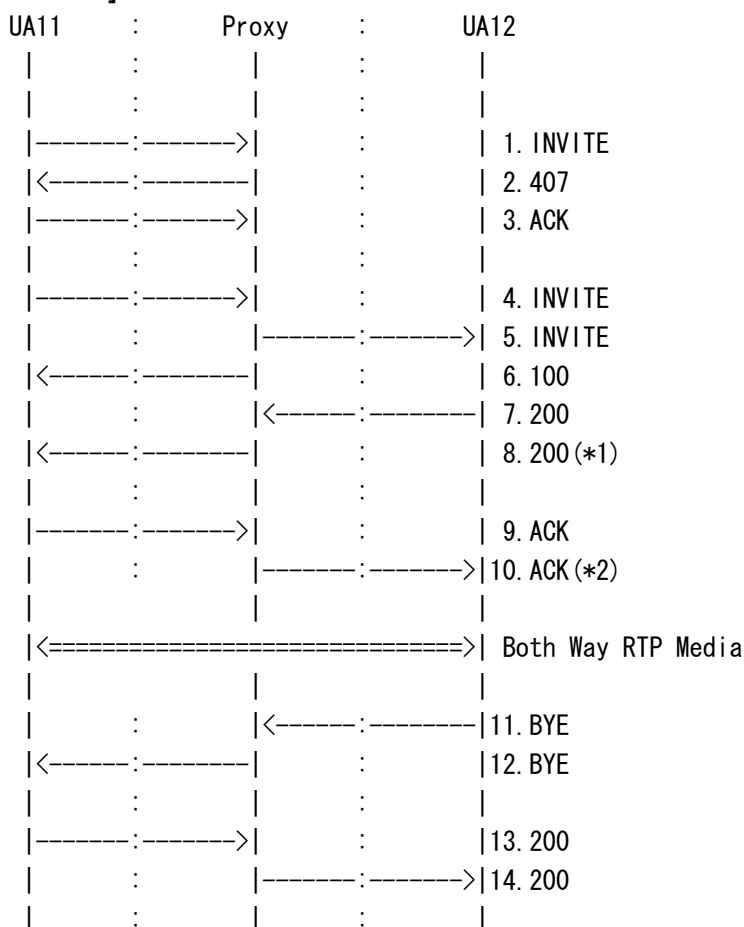 UA11 : Proxy : UA12
| : | : |
| : | : |
|-------:------->| : | 1. INVITE
|<------:--------| : | 2. 407
|-------:------->| : | 3. ACK
| : | : |
|-------:------->| : | 4. INVITE
| : |-------:------->| 5. INVITE
|<------:--------| : | 6. 100
| : |<------:--------| 7. 200
|<------:--------| : | 8. 200(*1)
| : | : |
|-------:------->| : | 9. ACK
| : |-------:------->|10. ACK(*2)
| | |
|<===============================>| Both Way RTP Media
| | |
| : |<------:--------|11. BYE
|<------:--------| : |12. BYE
| : | : |
|-------:------->| : |13. 200
| : |-------:------->|14. 200
| : | : |